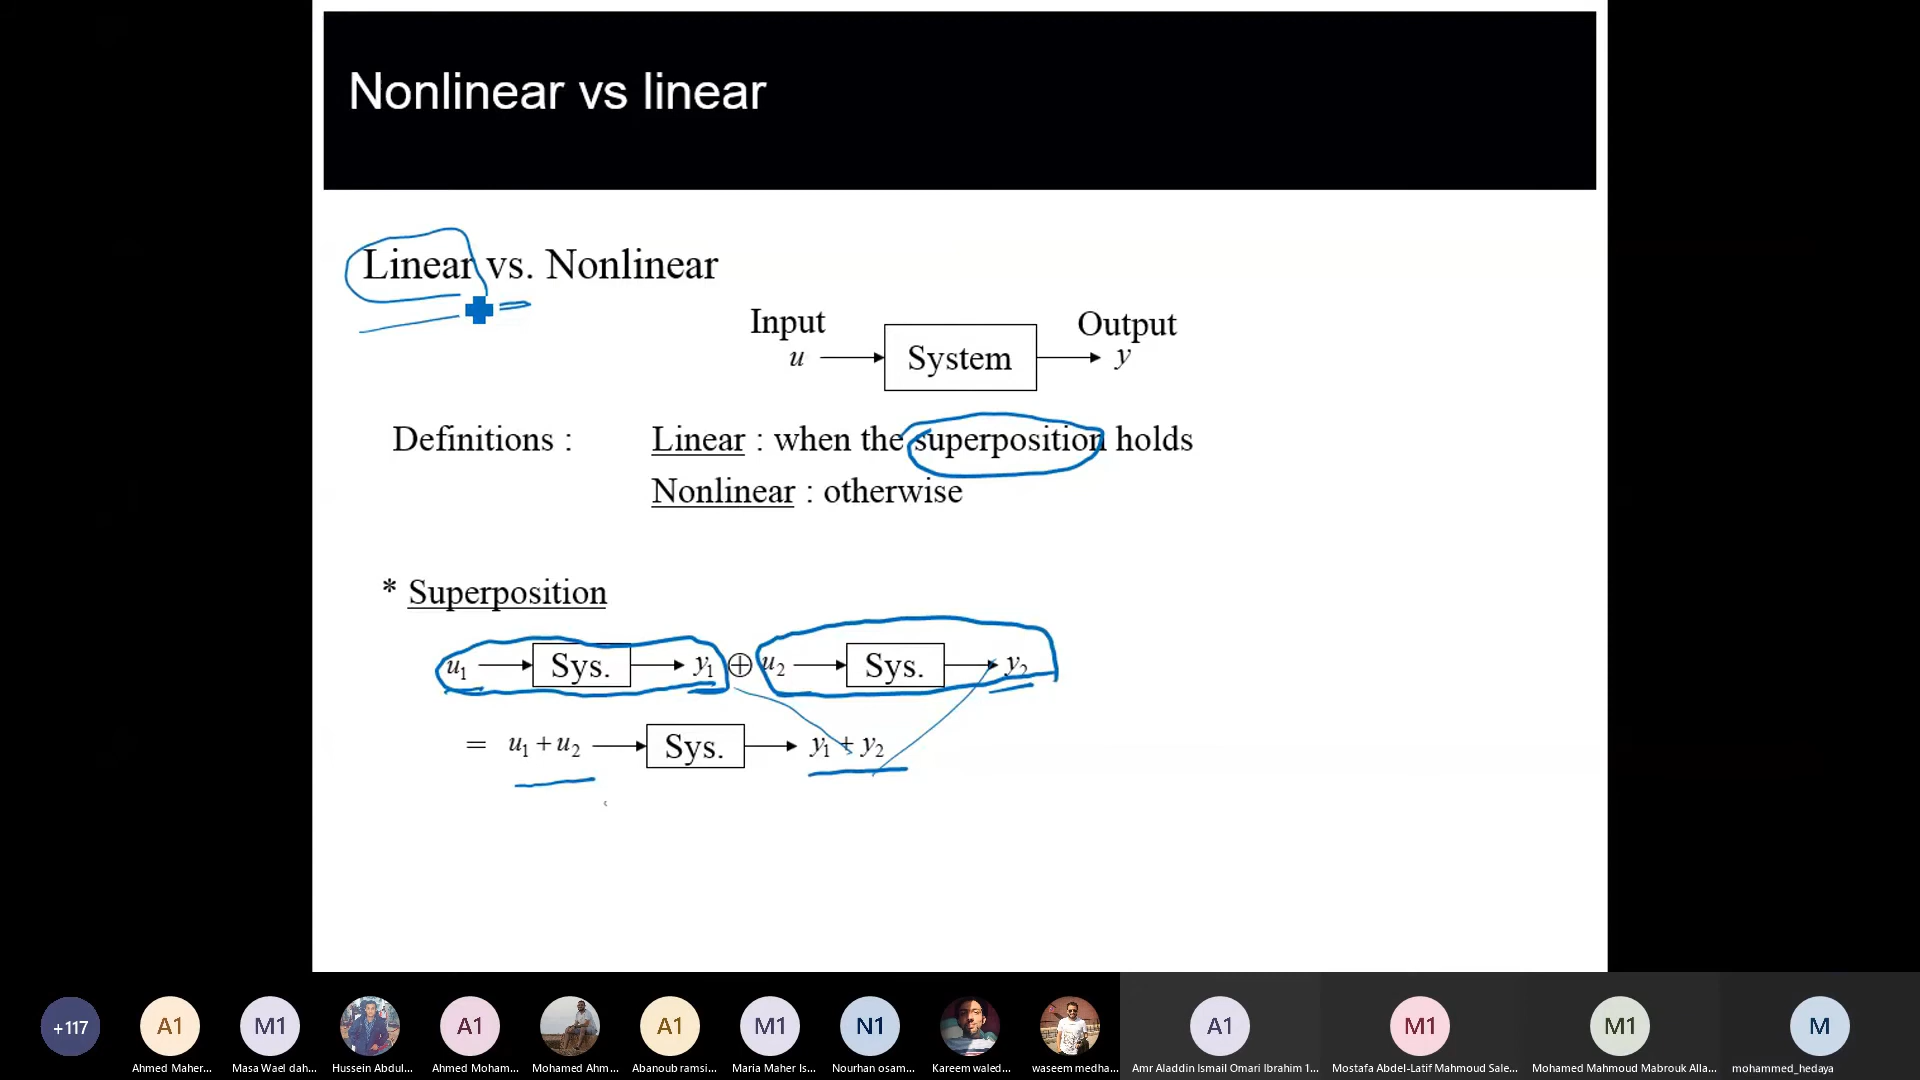 Nonlinear vs linear
Linear vs. Nonlinear
Input Output
u System y
Definitions : Linear : when the superposition holds
Nonlinear : otherwise
* Superposition
u₁ Sys. y₁ ⊕ u₂ Sys. y₂
= u₁ + u₂ Sys. y₁ + y₂
+117 A1 M1 A1 A1 M1 N1 A1 M1 M1 M
Ahmed Maher... Masa Wael dah... Hussein Abdul... Ahmed Moham... Mohamed Ahm... Abanoub ramsi... Maria Maher Is... Nourhan osam... Kareem waled... waseem medha... Amr Aladdin Ismail Omari Ibrahim 1... Mostafa Abdel-Latif Mahmoud Sale... Mohamed Mahmoud Mabrouk Alla... mohammed_hedaya